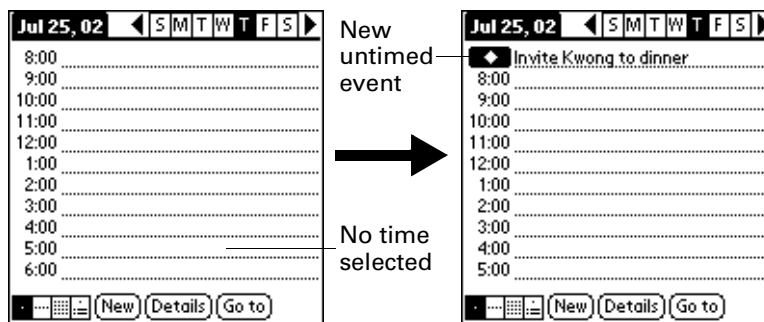 Jul 25, 02 S M T W T F S
8:00
9:00
10:00
11:00
12:00
1:00
2:00
3:00
4:00
5:00
6:00
New Details Go to
New
untimed
event
No time
selected
Jul 25, 02 S M T W T F S
Invite Kwong to dinner
8:00
9:00
10:00
11:00
12:00
1:00
2:00
3:00
4:00
5:00
New Details Go to